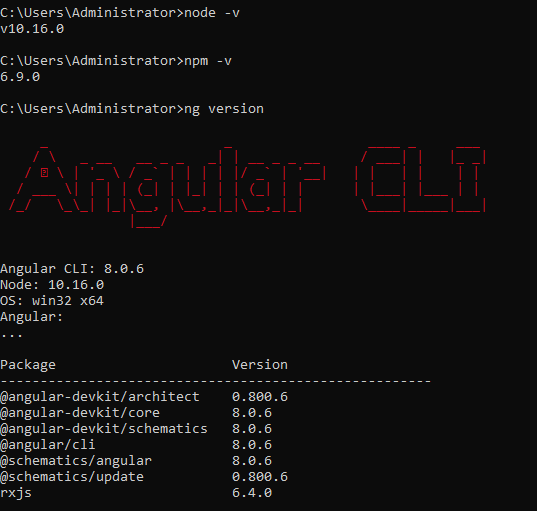 C:\Users\Administrator>node -v
v10.16.0
C:\Users\Administrator>npm -v
6.9.0
C:\Users\Administrator>ng version
Angular CLI
Angular CLI: 8.0.6
Node: 10.16.0
OS: win32 x64
Angular:
...
Package Version
------------------------------------------------------
@angular-devkit/architect 0.800.6
@angular-devkit/core 8.0.6
@angular-devkit/schematics 8.0.6
@angular/cli 8.0.6
@schematics/angular 8.0.6
@schematics/update 0.800.6
rxjs 6.4.0